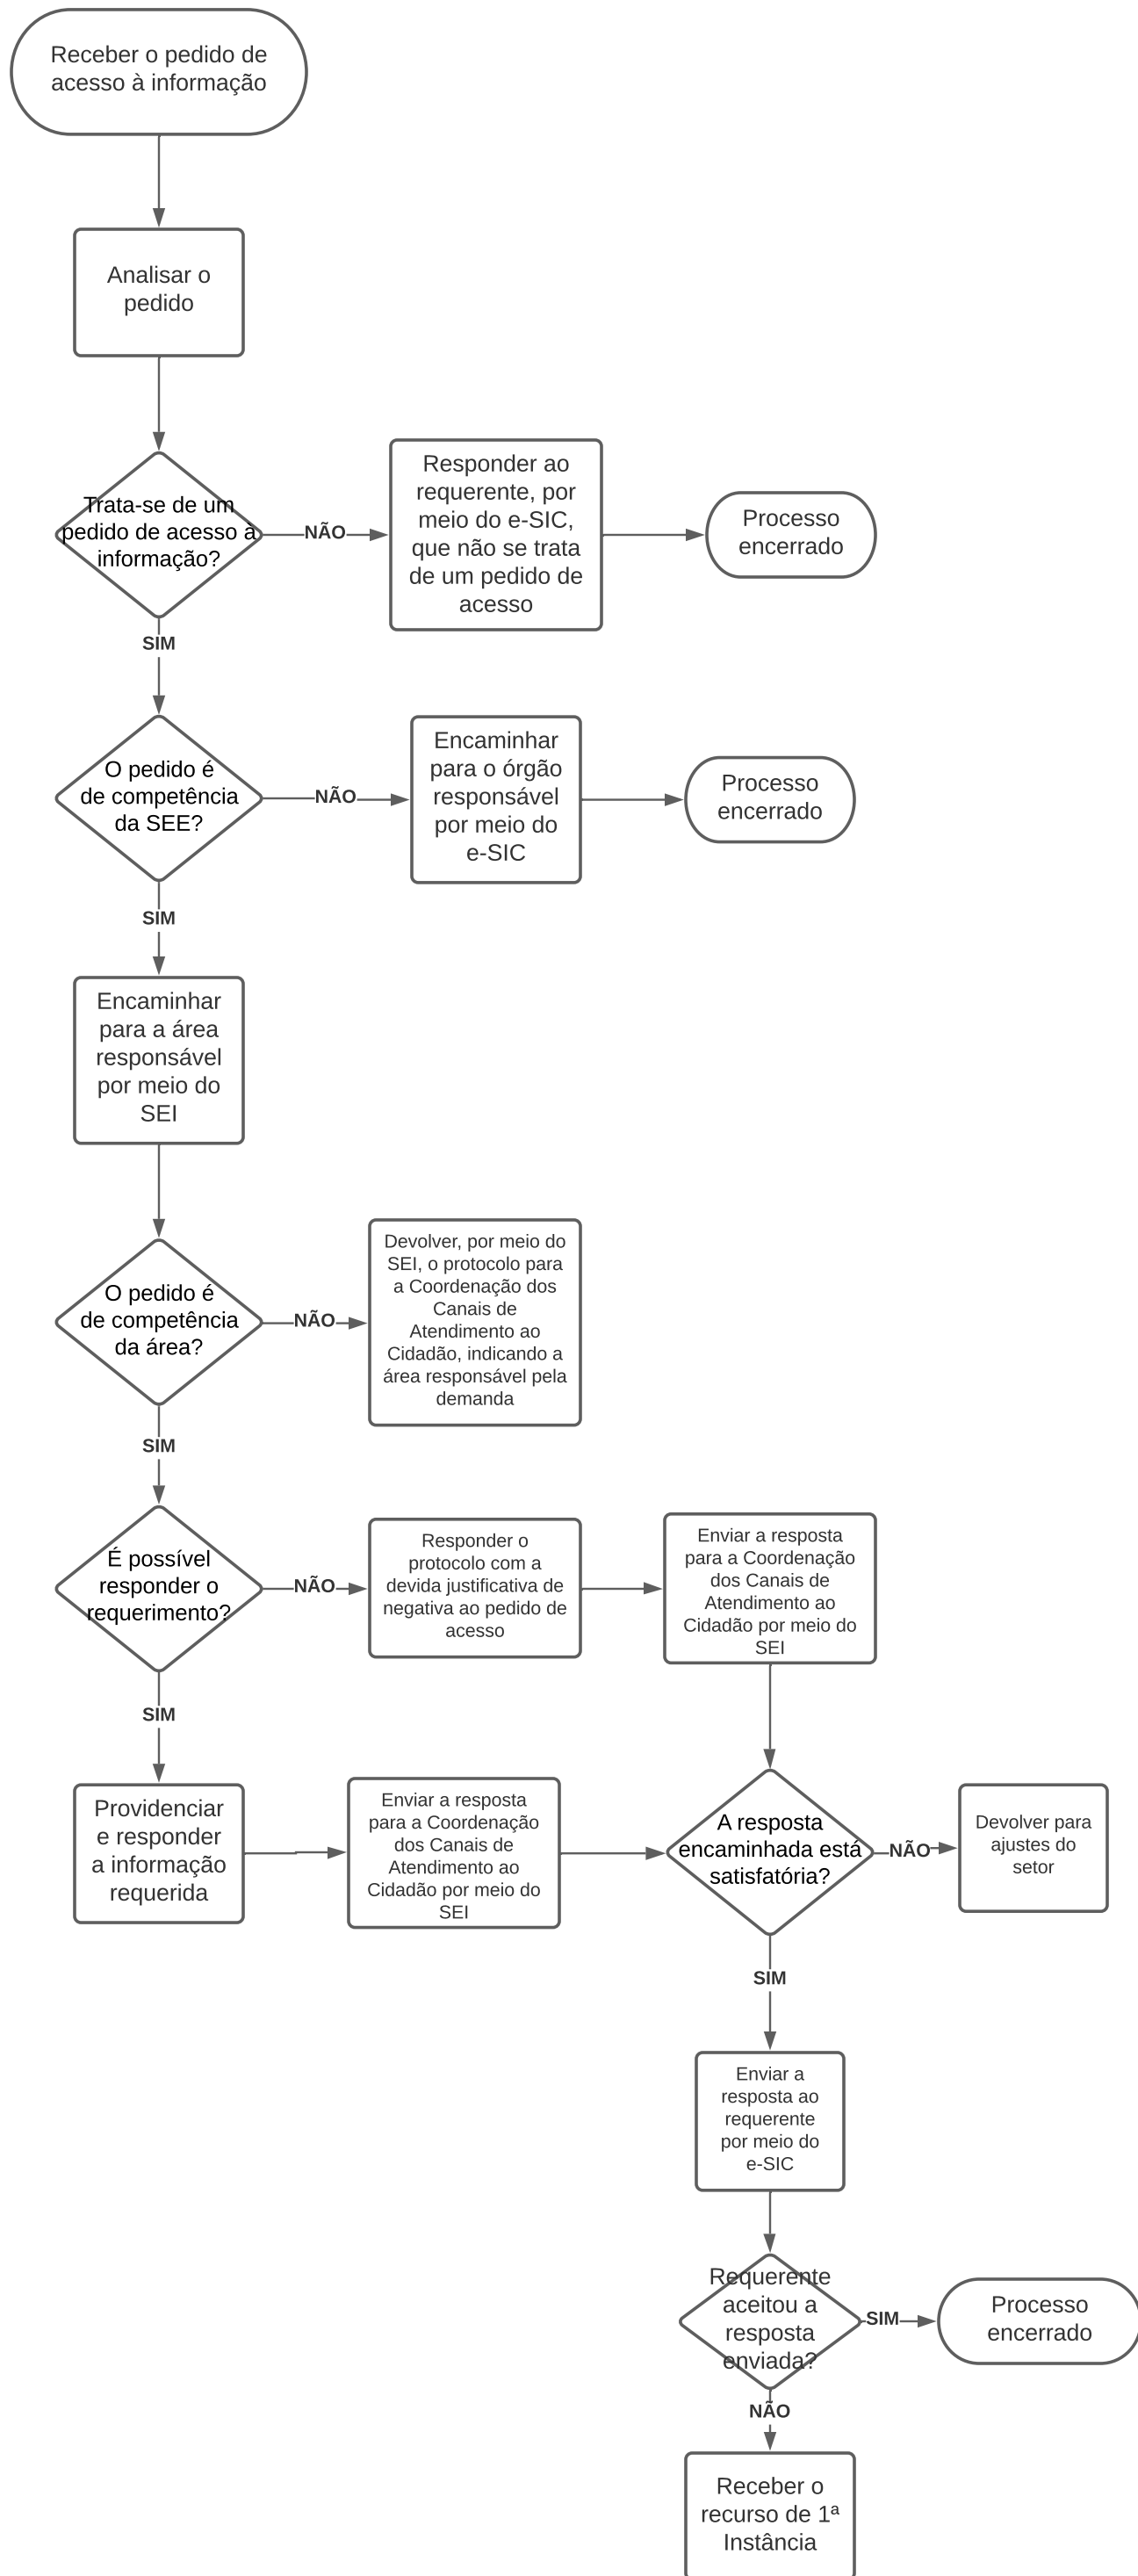 Receber o pedido de
acesso à informação
Analisar o
pedido
Trata-se de um
pedido de acesso à
informação?
NÃO
Responder ao
requerente, por
meio do e-SIC,
que não se trata
de um pedido de
acesso
Processo
encerrado
SIM
O pedido é
de competência
da SEE?
NÃO
Encaminhar
para o órgão
responsável
por meio do
e-SIC
Processo
encerrado
SIM
Encaminhar
para a área
responsável
por meio do
SEI
O pedido é
de competência
da área?
NÃO
Devolver, por meio do
SEI, o protocolo para
a Coordenação dos
Canais de
Atendimento ao
Cidadão, indicando a
área responsável pela
demanda
SIM
É possível
responder o
requerimento?
NÃO
Responder o
protocolo com a
devida justificativa de
negativa ao pedido de
acesso
Enviar a resposta
para a Coordenação
dos Canais de
Atendimento ao
Cidadão por meio do
SEI
SIM
Providenciar
e responder
a informação
requerida
Enviar a resposta
para a Coordenação
dos Canais de
Atendimento ao
Cidadão por meio do
SEI
A resposta
encaminhada está
satisfatória?
NÃO
Devolver para
ajustes do
setor
SIM
Enviar a
resposta ao
requerente
por meio do
e-SIC
Requerente
aceitou a
resposta
enviada?
SIM
Processo
encerrado
NÃO
Receber o
recurso de 1ª
Instância